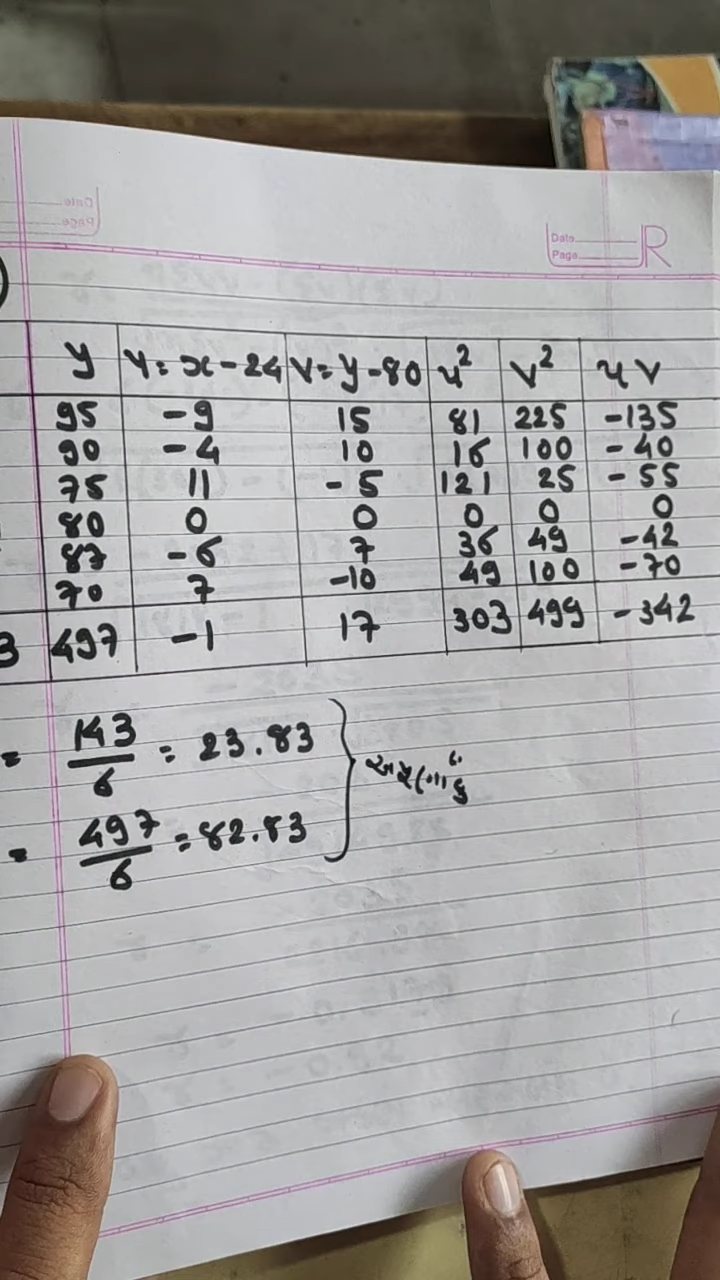 Date
Page
R
y u = x - 24 v = y - 80 u² v² uv
95 -9 15 81 225 -135
90 -4 10 16 100 -40
75 11 -5 121 25 -55
80 0 0 0 0 0
87 -6 7 36 49 -42
70 7 -10 49 100 -70
3 497 -1 17 303 499 -342
= 143/6 = 23.83
= 497/6 = 82.83